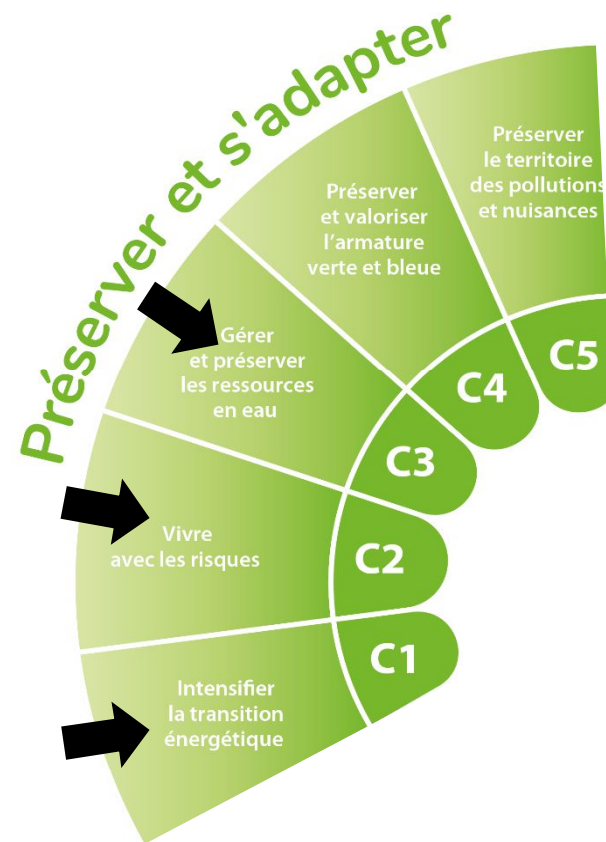 Préserver et s'adapter
Préserver
le territoire
des pollutions
et nuisances
C5
Préserver
et valoriser
l'armature
verte et bleue
C4
Gérer
et préserver
les ressources
en eau
C3
Vivre
avec les risques
C2
Intensifier
la transition
énergétique
C1